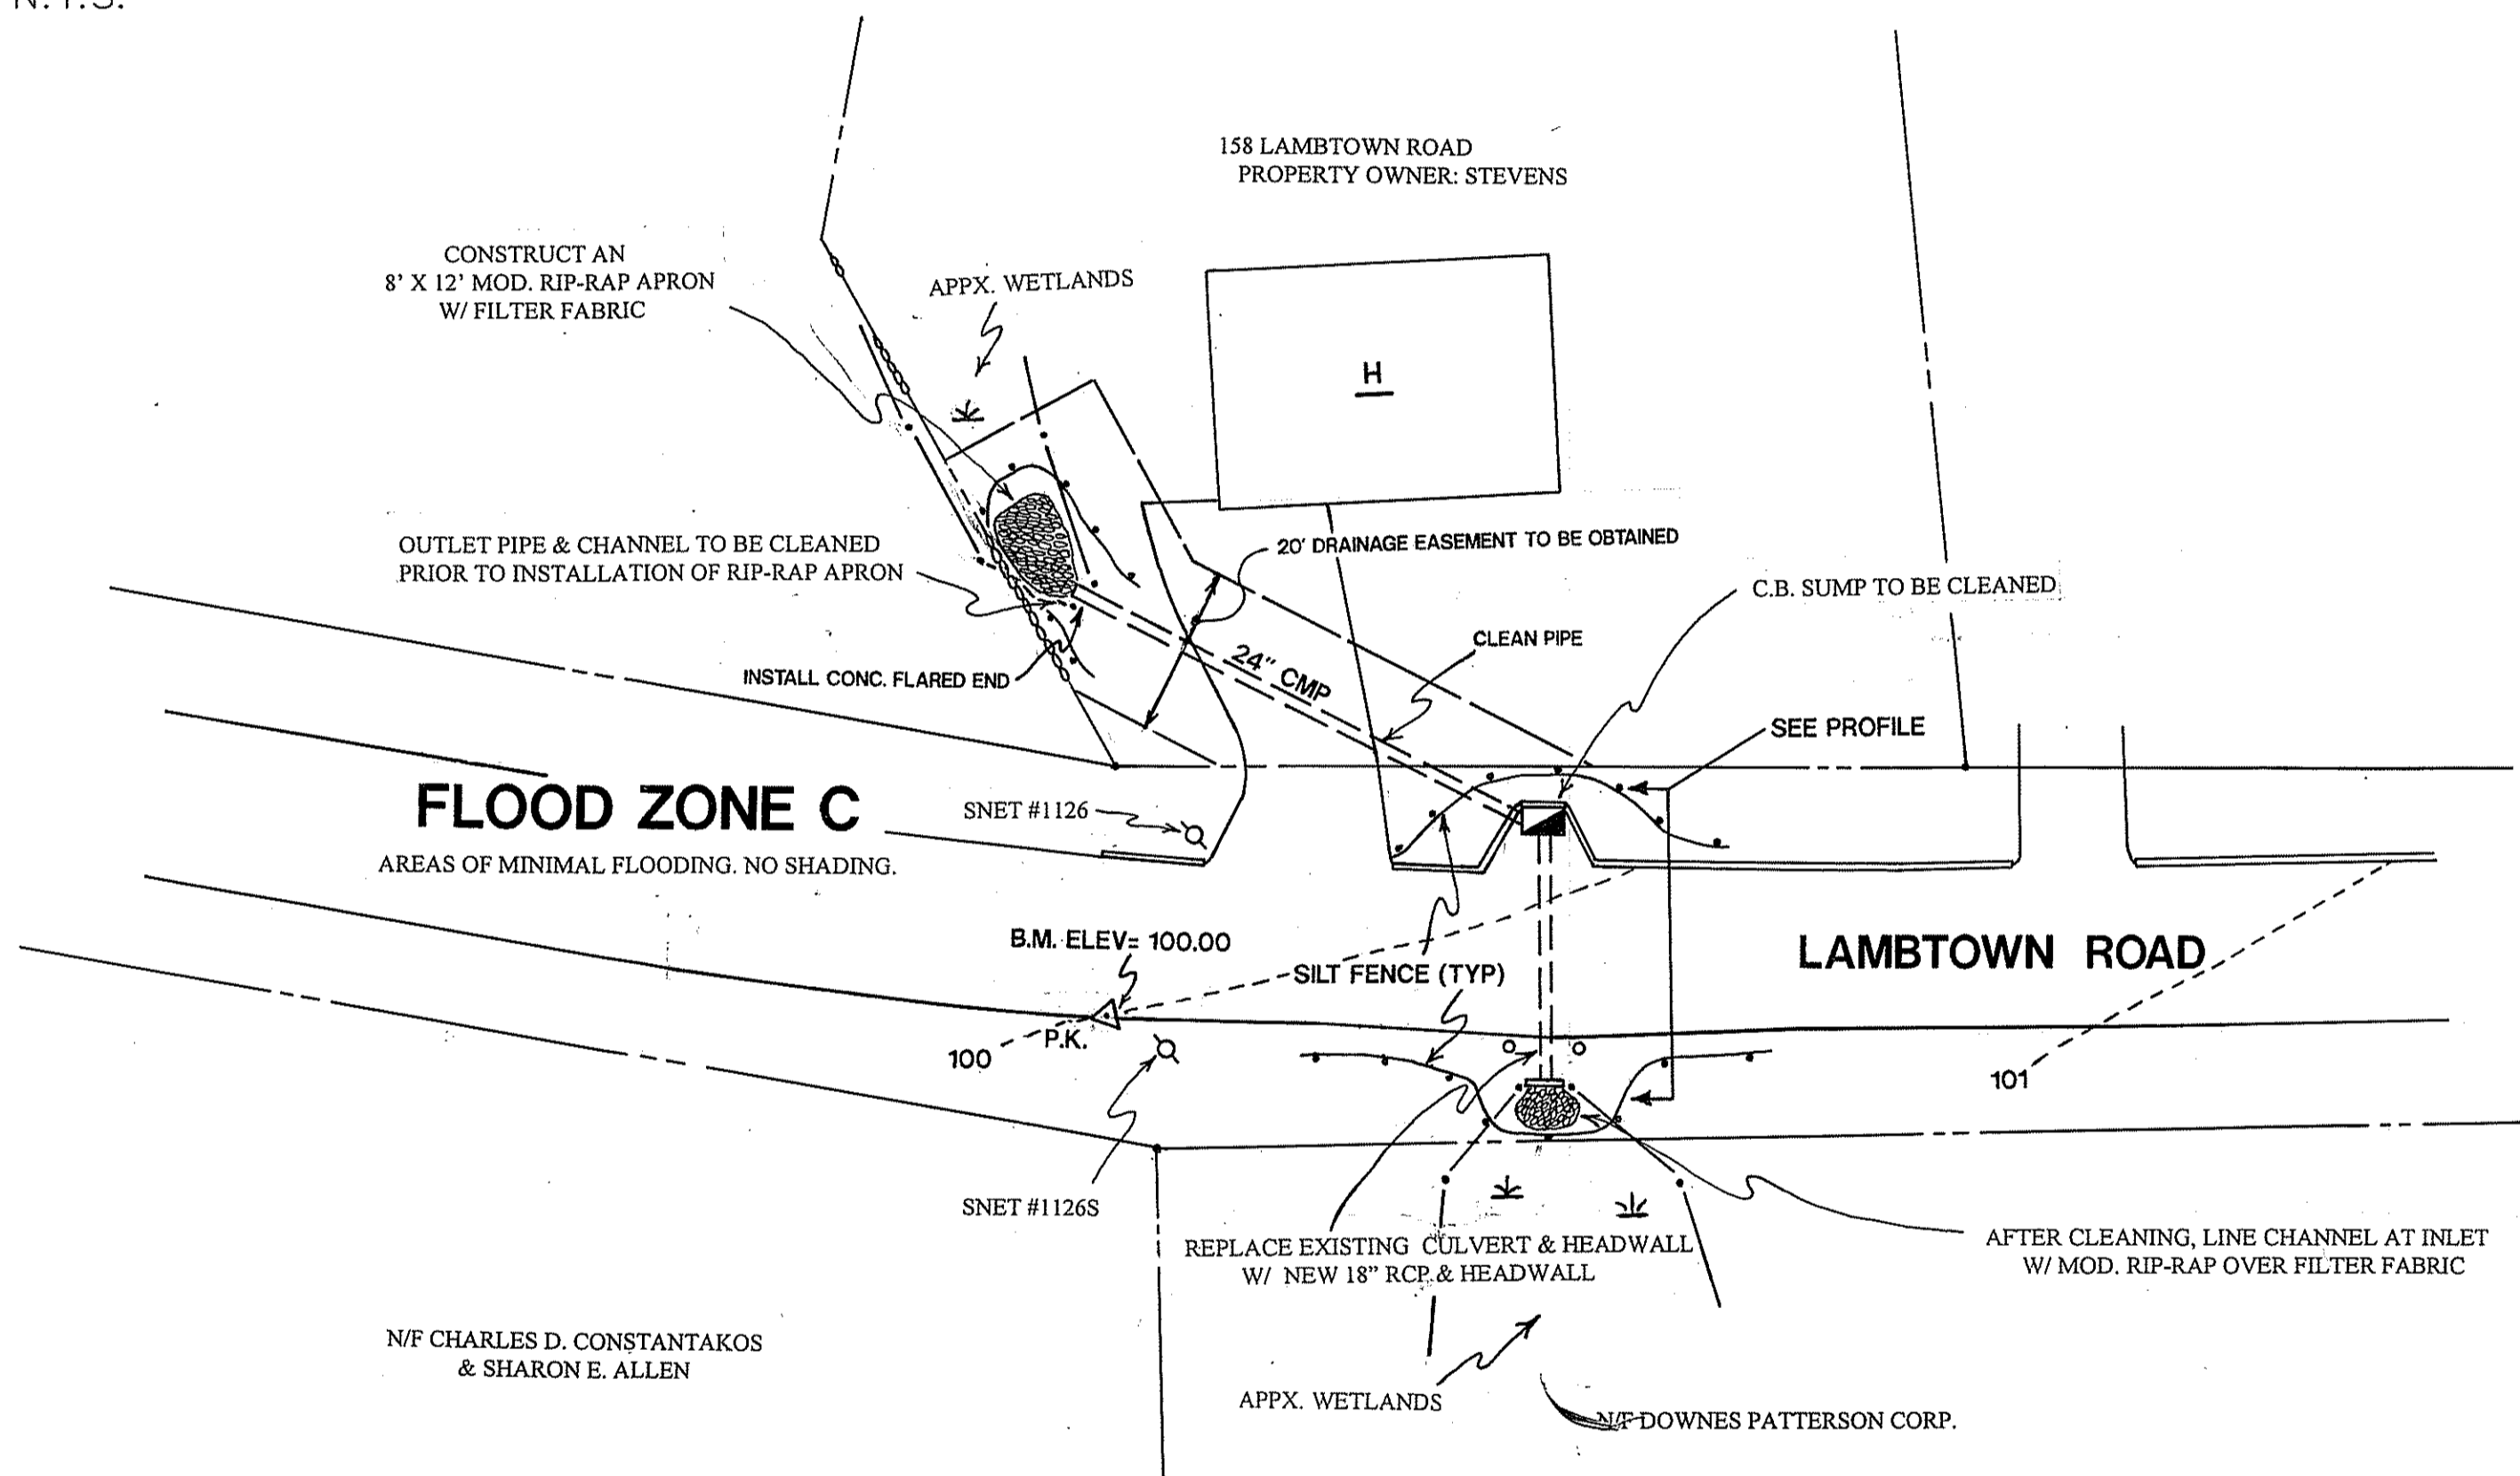 N.T.S.
158 LAMBTOWN ROAD
PROPERTY OWNER: STEVENS
CONSTRUCT AN
8' X 12' MOD. RIP-RAP APRON
W/ FILTER FABRIC
APPX. WETLANDS
H
OUTLET PIPE & CHANNEL TO BE CLEANED
PRIOR TO INSTALLATION OF RIP-RAP APRON
20' DRAINAGE EASEMENT TO BE OBTAINED
C.B. SUMP TO BE CLEANED
CLEAN PIPE
24" CMP
INSTALL CONC. FLARED END
SEE PROFILE
FLOOD ZONE C
AREAS OF MINIMAL FLOODING. NO SHADING.
SNET #1126
B.M. ELEV= 100.00
SILT FENCE (TYP)
LAMBTOWN ROAD
P.K.
100
101
SNET #1126S
REPLACE EXISTING CULVERT & HEADWALL
W/ NEW 18" RCP & HEADWALL
AFTER CLEANING, LINE CHANNEL AT INLET
W/ MOD. RIP-RAP OVER FILTER FABRIC
N/F CHARLES D. CONSTANTAKOS
& SHARON E. ALLEN
APPX. WETLANDS
N/F DOWNES PATTERSON CORP.